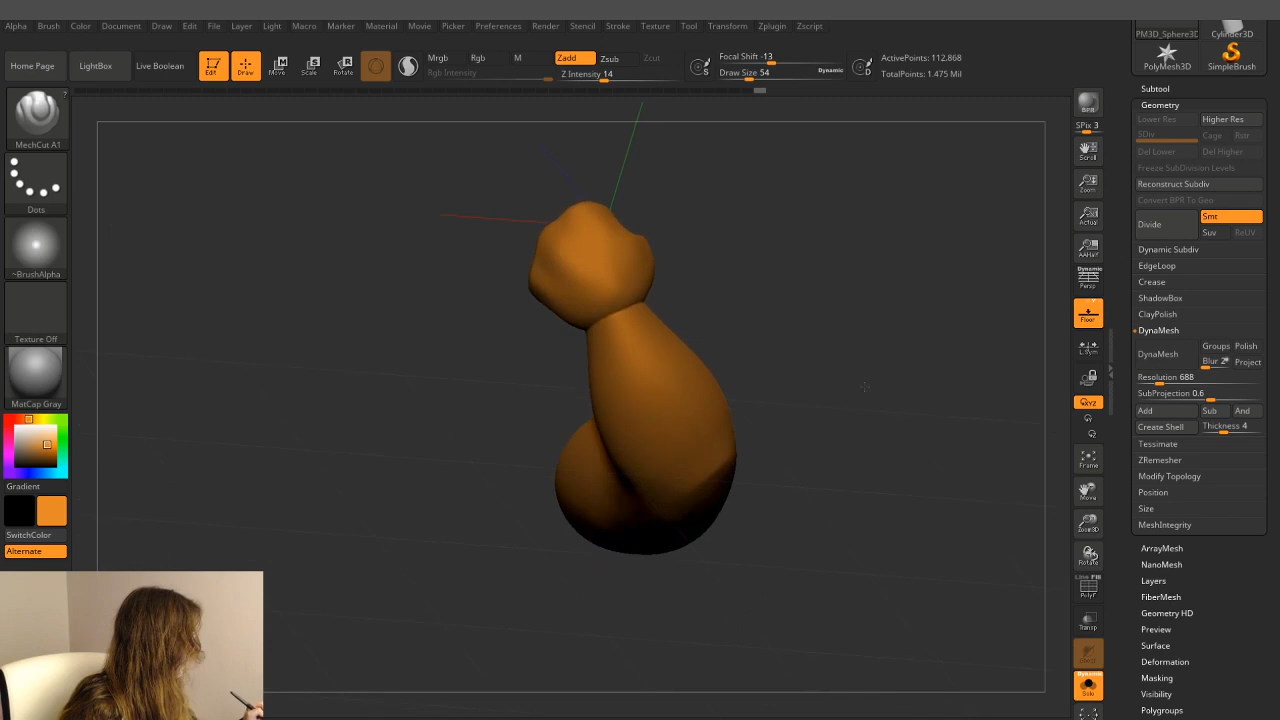 Alpha Brush Color Document Draw Edit File Layer Light Macro Marker Material Movie Picker Preferences Render Stencil Stroke Texture Tool Transform Zplugin Zscript
PM3D_Sphere3D Cylinder3D
PolyMesh3D SimpleBrush
Home Page LightBox Live Boolean Edit Draw Move Scale Rotate
Mrgb Rgb M Zadd Zsub Zcut
Rgb Intensity Z Intensity 14
Focal Shift -13
Draw Size 54 Dynamic
ActivePoints: 112,868
TotalPoints: 1.475 Mil
MechCut A1
Dots
~BrushAlpha
Texture Off
MatCap Gray
Gradient
SwitchColor
Alternate
BPR
SPix 3
Scroll
Zoom
Actual
AAHalf
Dynamic
Persp
Floor
L.Sym
XYZ
Frame
Move
Zoom3D
Rotate
Line Fill
PolyF
Transp
Dynamic
Solo
Subtool
Geometry
Lower Res Higher Res
SDiv Cage Rstr
Del Lower Del Higher
Freeze SubDivision Levels
Reconstruct Subdiv
Convert BPR To Geo
Divide Smt
Suv ReUV
Dynamic Subdiv
EdgeLoop
Crease
ShadowBox
ClayPolish
DynaMesh
DynaMesh Groups Polish
Blur 2 Project
Resolution 688
SubProjection 0.6
Add Sub And
Create Shell Thickness 4
Tessimate
ZRemesher
Modify Topology
Position
Size
MeshIntegrity
ArrayMesh
NanoMesh
Layers
FiberMesh
Geometry HD
Preview
Surface
Deformation
Masking
Visibility
Polygroups